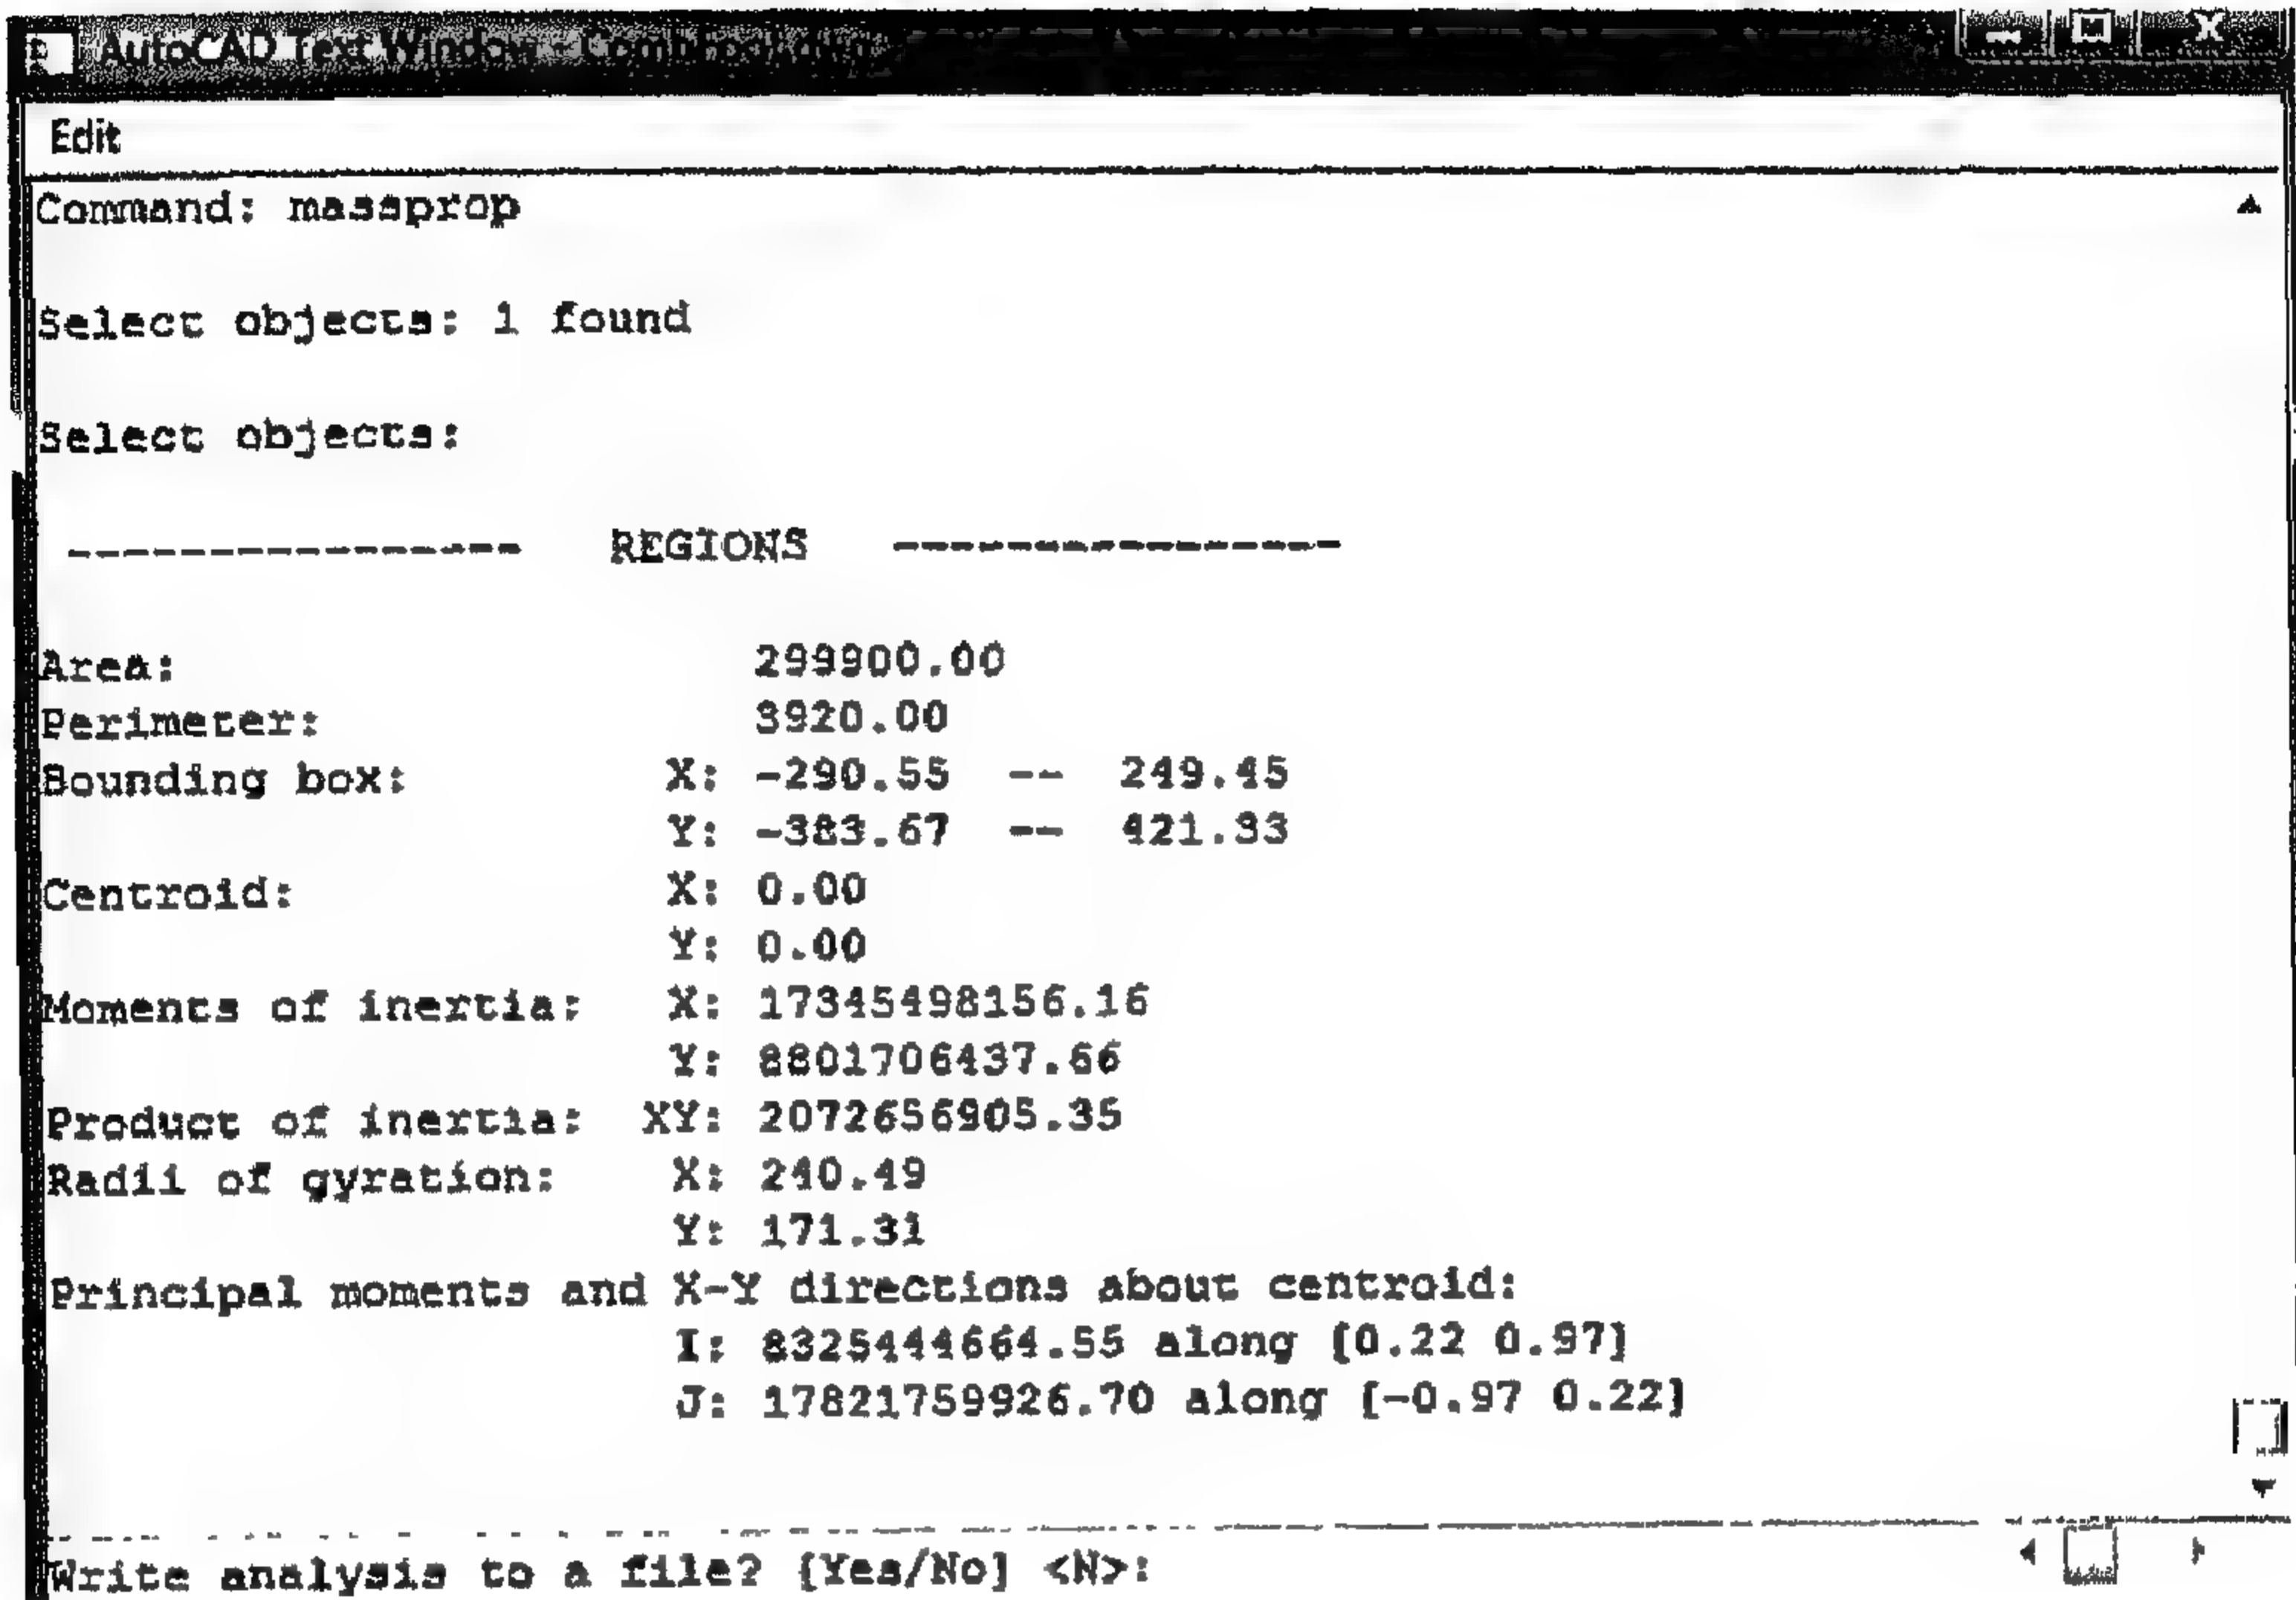 AutoCAD Text Window -
Edit
Command: massprop
Select objects: 1 found
Select objects:
---------------- REGIONS ----------------
Area: 299900.00
Perimeter: 3920.00
Bounding box: X: -290.55 -- 249.45
Y: -383.67 -- 421.33
Centroid: X: 0.00
Y: 0.00
Moments of inertia: X: 17345498156.16
Y: 8801706437.66
Product of inertia: XY: 2072656905.35
Radii of gyration: X: 240.49
Y: 171.31
Principal moments and X-Y directions about centroid:
I: 8325444664.55 along [0.22 0.97]
J: 17821759926.70 along [-0.97 0.22]
Write analysis to a file? [Yes/No] <N>: